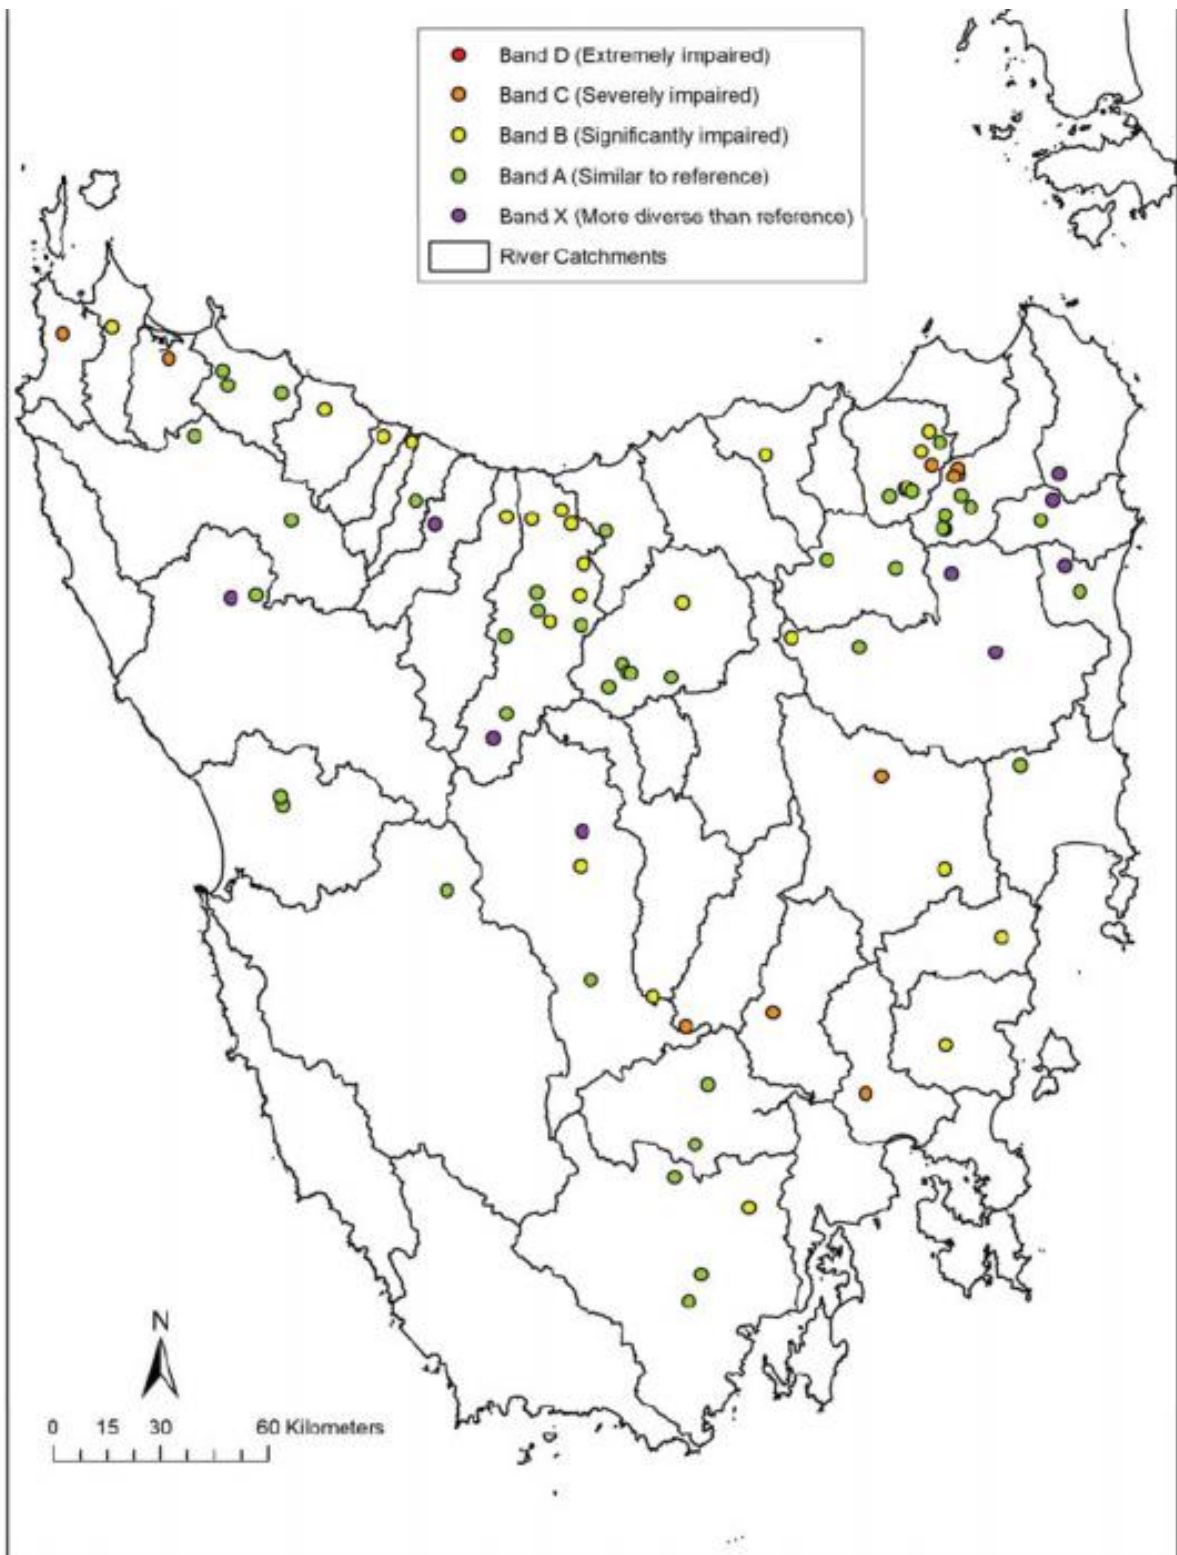 Band D (Extremely impaired)
Band C (Severely impaired)
Band B (Significantly impaired)
Band A (Similar to reference)
Band X (More diverse than reference)
River Catchments
N
0 15 30 60 Kilometers